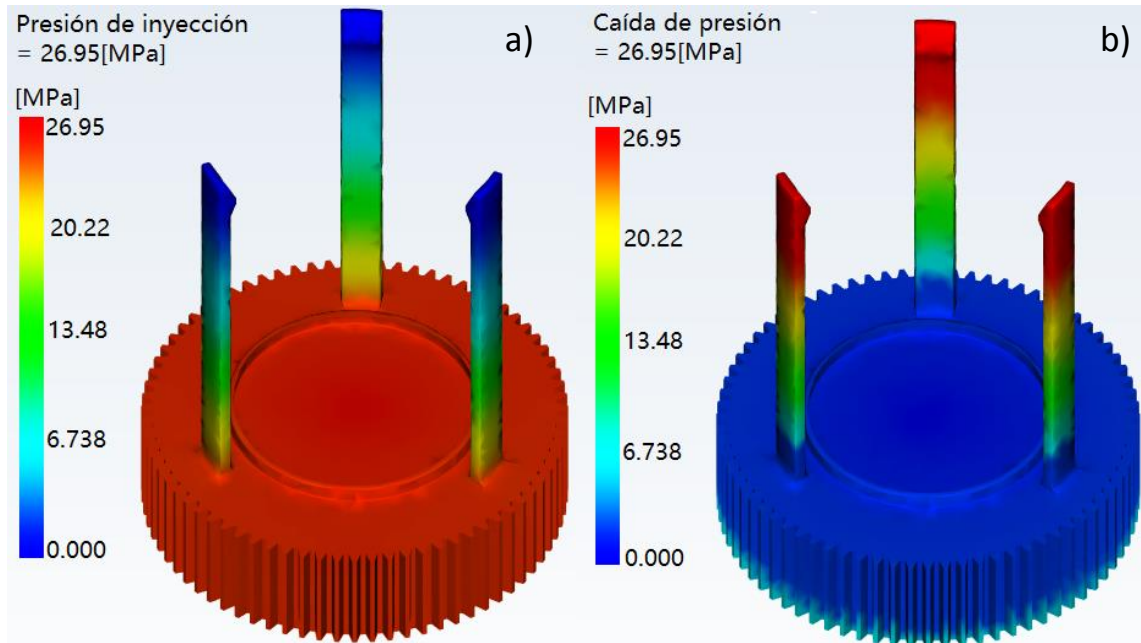 Presión de inyección
= 26.95[MPa]
a)
[MPa]
26.95
20.22
13.48
6.738
0.000
Caída de presión
= 26.95[MPa]
b)
[MPa]
26.95
20.22
13.48
6.738
0.000